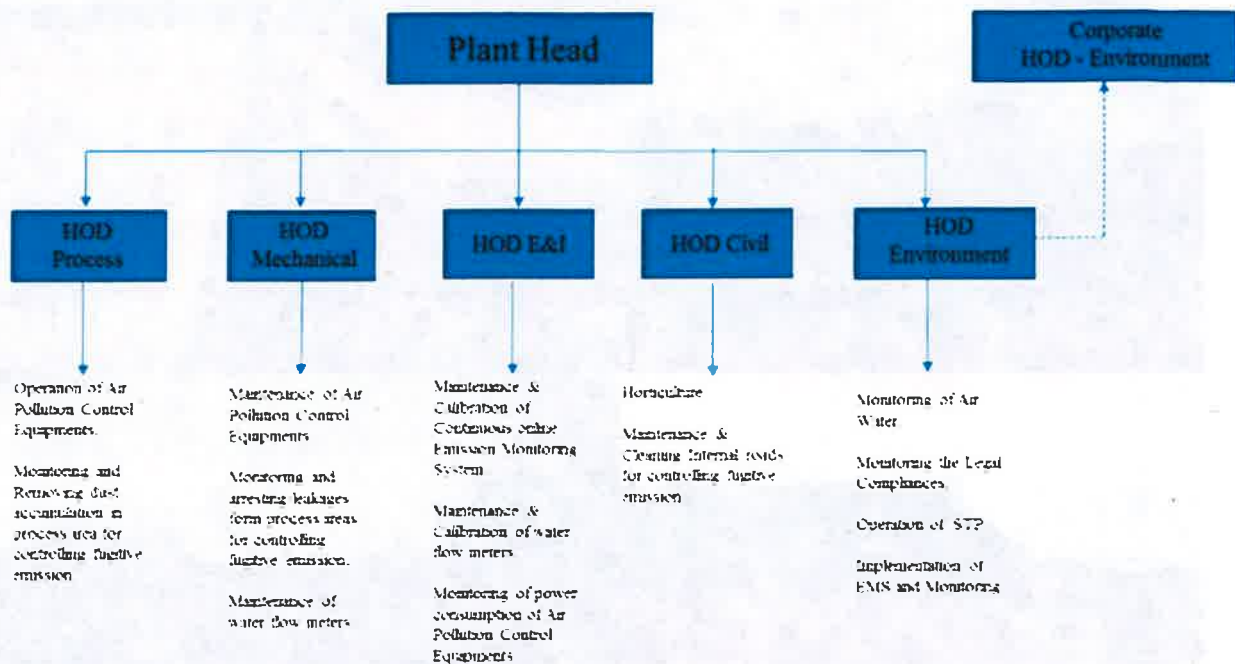 Plant Head
Corporate
HOD - Environment
HOD
Process
HOD
Mechanical
HOD E&I
HOD Civil
HOD
Environment
Operation of Air
Pollution Control
Equipments.
Monitoring and
Removing dust
accumulation in
process area for
controlling fugitive
emission
Maintenance of Air
Pollution Control
Equipments
Monitoring and
arresting leakages
form process areas
for controlling
fugitive emission.
Maintenance of
water flow meters
Maintenance &
Calibration of
Continuous online
Emission Monitoring
System
Maintenance &
Calibration of water
flow meters
Monitoring of power
consumption of Air
Pollution Control
Equipments
Horticulture
Maintenance &
Cleaning Internal roads
for controlling fugitive
emission
Monitoring of Air
Water
Monitoring the Legal
Compliances
Operation of STP
Implementation of
EMS and Monitoring